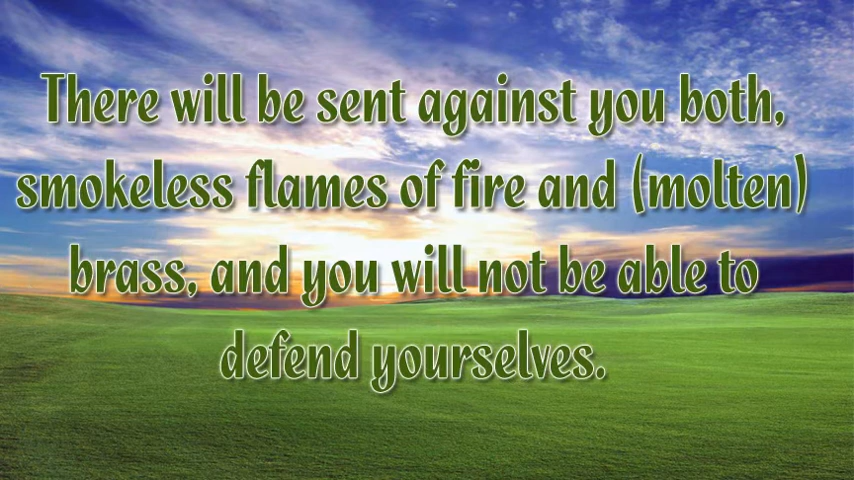 There will be sent against you both,
smokeless flames of fire and (molten)
brass, and you will not be able to
defend yourselves.